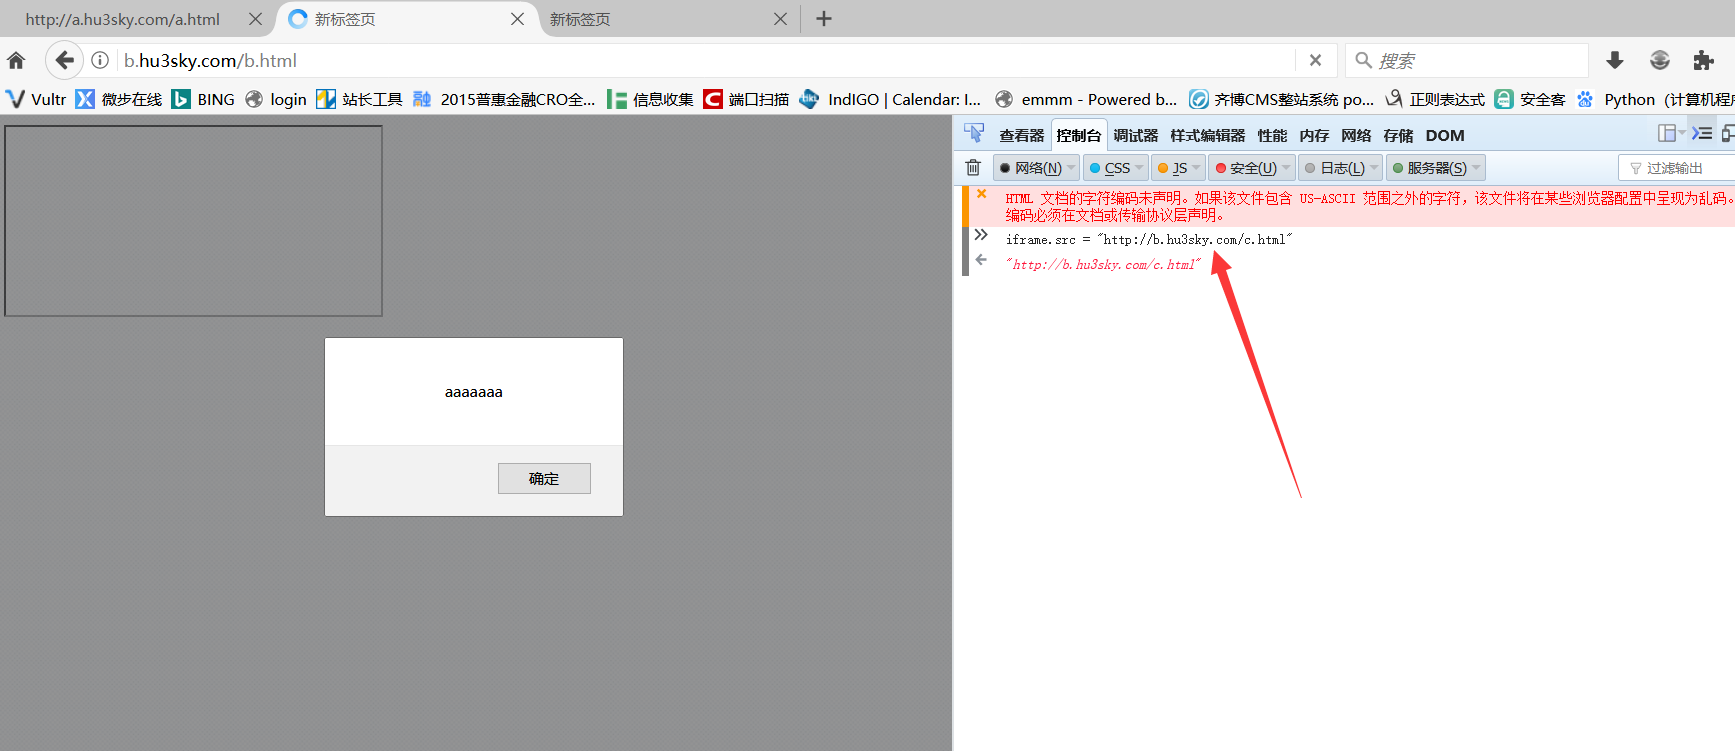 http://a.hu3sky.com/a.html 新标签页 新标签页
b.hu3sky.com/b.html 搜索
Vultr 微步在线 BING login 站长工具 2015普惠金融CRO全... 信息收集 端口扫描 IndIGO | Calendar: I... emmm - Powered b... 齐博CMS整站系统 po... 正则表达式 安全客 Python（计算机程序
查看器 控制台 调试器 样式编辑器 性能 内存 网络 存储 DOM
网络(N) CSS JS 安全(U) 日志(L) 服务器(S) 过滤输出
HTML 文档的字符编码未声明。如果该文件包含 US-ASCII 范围之外的字符，该文件将在某些浏览器配置中呈现为乱码。
编码必须在文档或传输协议层声明。
iframe.src = "http://b.hu3sky.com/c.html"
"http://b.hu3sky.com/c.html"
aaaaaaa
确定